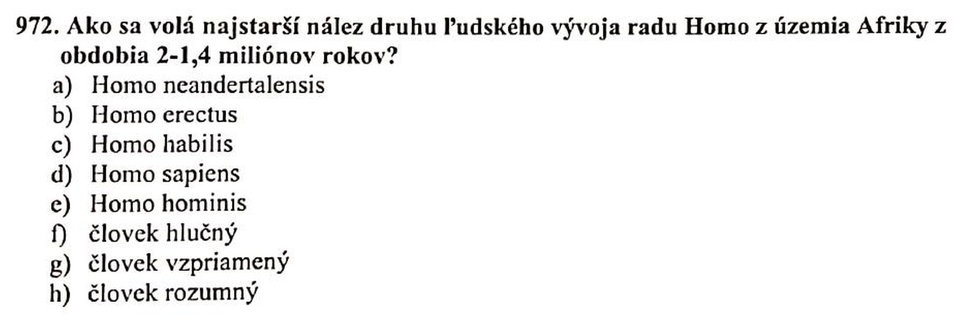 972. Ako sa volá najstarší nález druhu ľudského vývoja radu Homo z územia Afriky z
obdobia 2-1,4 miliónov rokov?
a) Homo neandertalensis
b) Homo erectus
c) Homo habilis
d) Homo sapiens
e) Homo hominis
f) človek hlučný
g) človek vzpriamený
h) človek rozumný